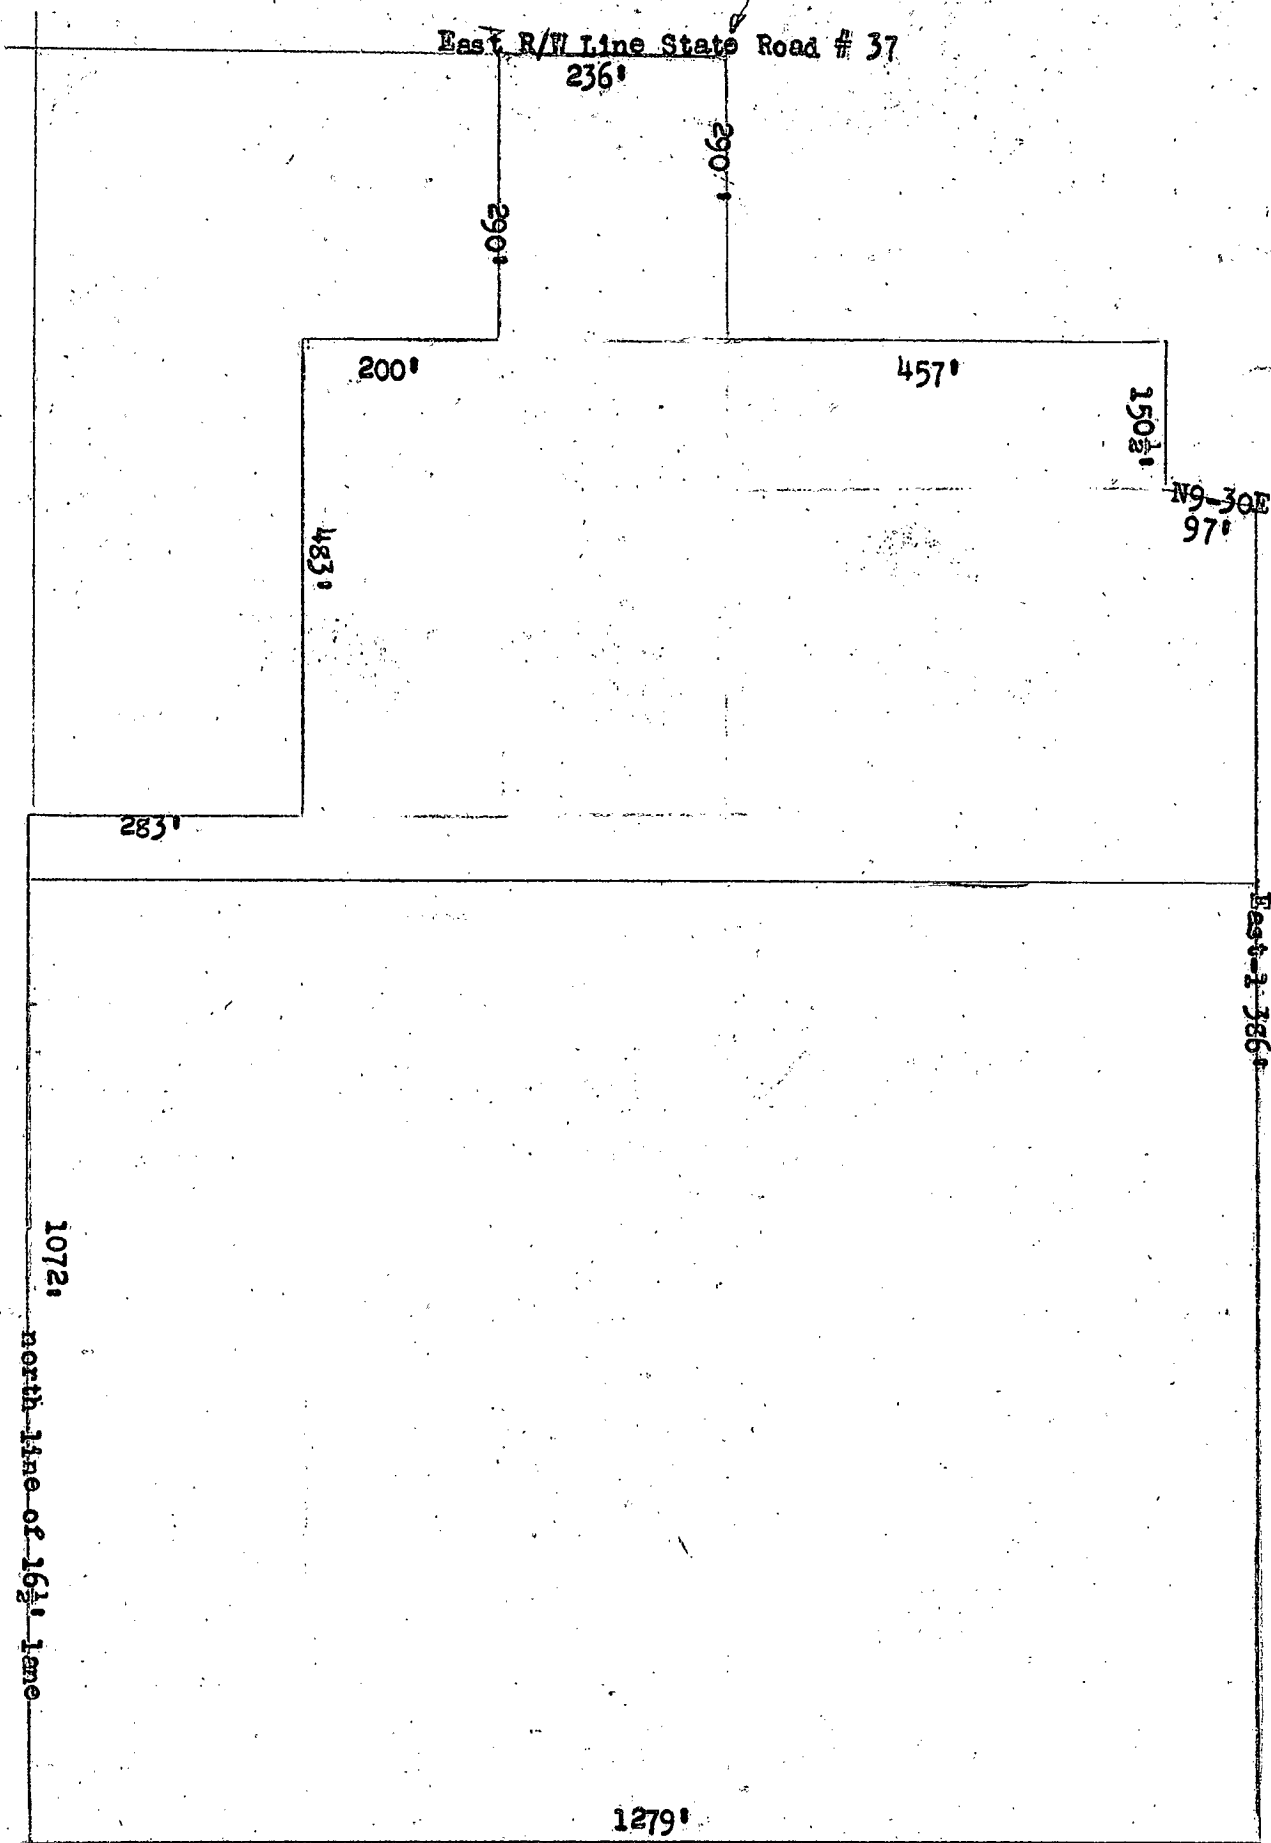 East R/W Line State Road # 37
236'
290'
290'
200'
457'
150½'
N9-30E
97'
483'
283'
East-1386'
1072'
north line of 16½' lane
1279'